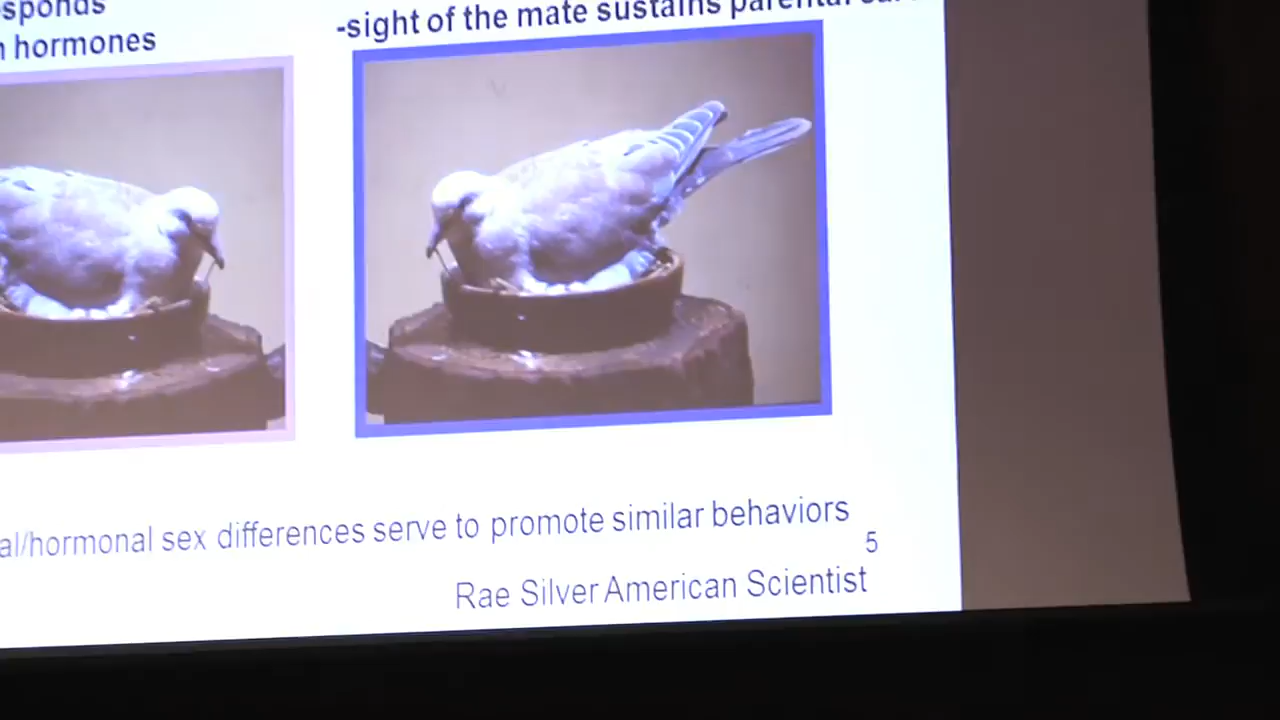 sponds
hormones
-sight of the mate sustains parental
al/hormonal sex differences serve to promote similar behaviors
5
Rae Silver American Scientist